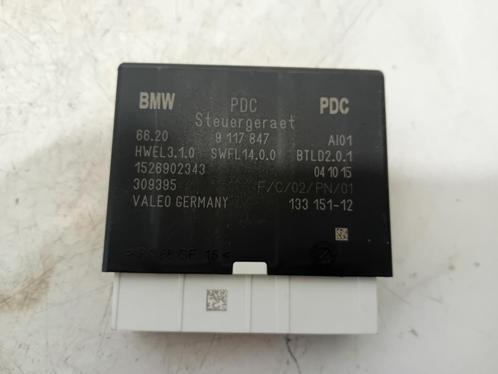 BMW PDC PDC
Steuergeraet
66.20 9 117 847 AI01
HWEL3.1.0 SWFL14.0.0 BTLD2.0.1
1526902343 041015
309395 F/C/02/PN/01
VALEO GERMANY 133 151-12